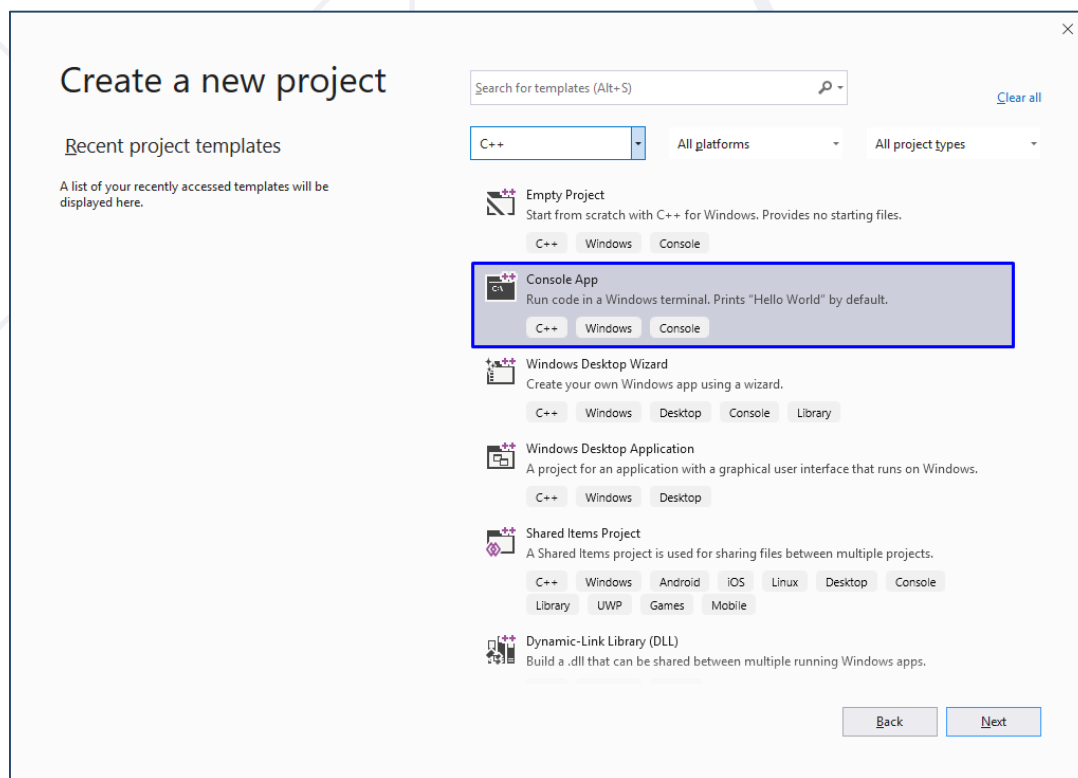 Create a new project
Search for templates (Alt+S)
Clear all
Recent project templates
A list of your recently accessed templates will be
displayed here.
C++ All platforms All project types
Empty Project
Start from scratch with C++ for Windows. Provides no starting files.
C++ Windows Console
C:\
Console App
Run code in a Windows terminal. Prints "Hello World" by default.
C++ Windows Console
Windows Desktop Wizard
Create your own Windows app using a wizard.
C++ Windows Desktop Console Library
Windows Desktop Application
A project for an application with a graphical user interface that runs on Windows.
C++ Windows Desktop
Shared Items Project
A Shared Items project is used for sharing files between multiple projects.
C++ Windows Android iOS Linux Desktop Console
Library UWP Games Mobile
Dynamic-Link Library (DLL)
Build a .dll that can be shared between multiple running Windows apps.
Back Next